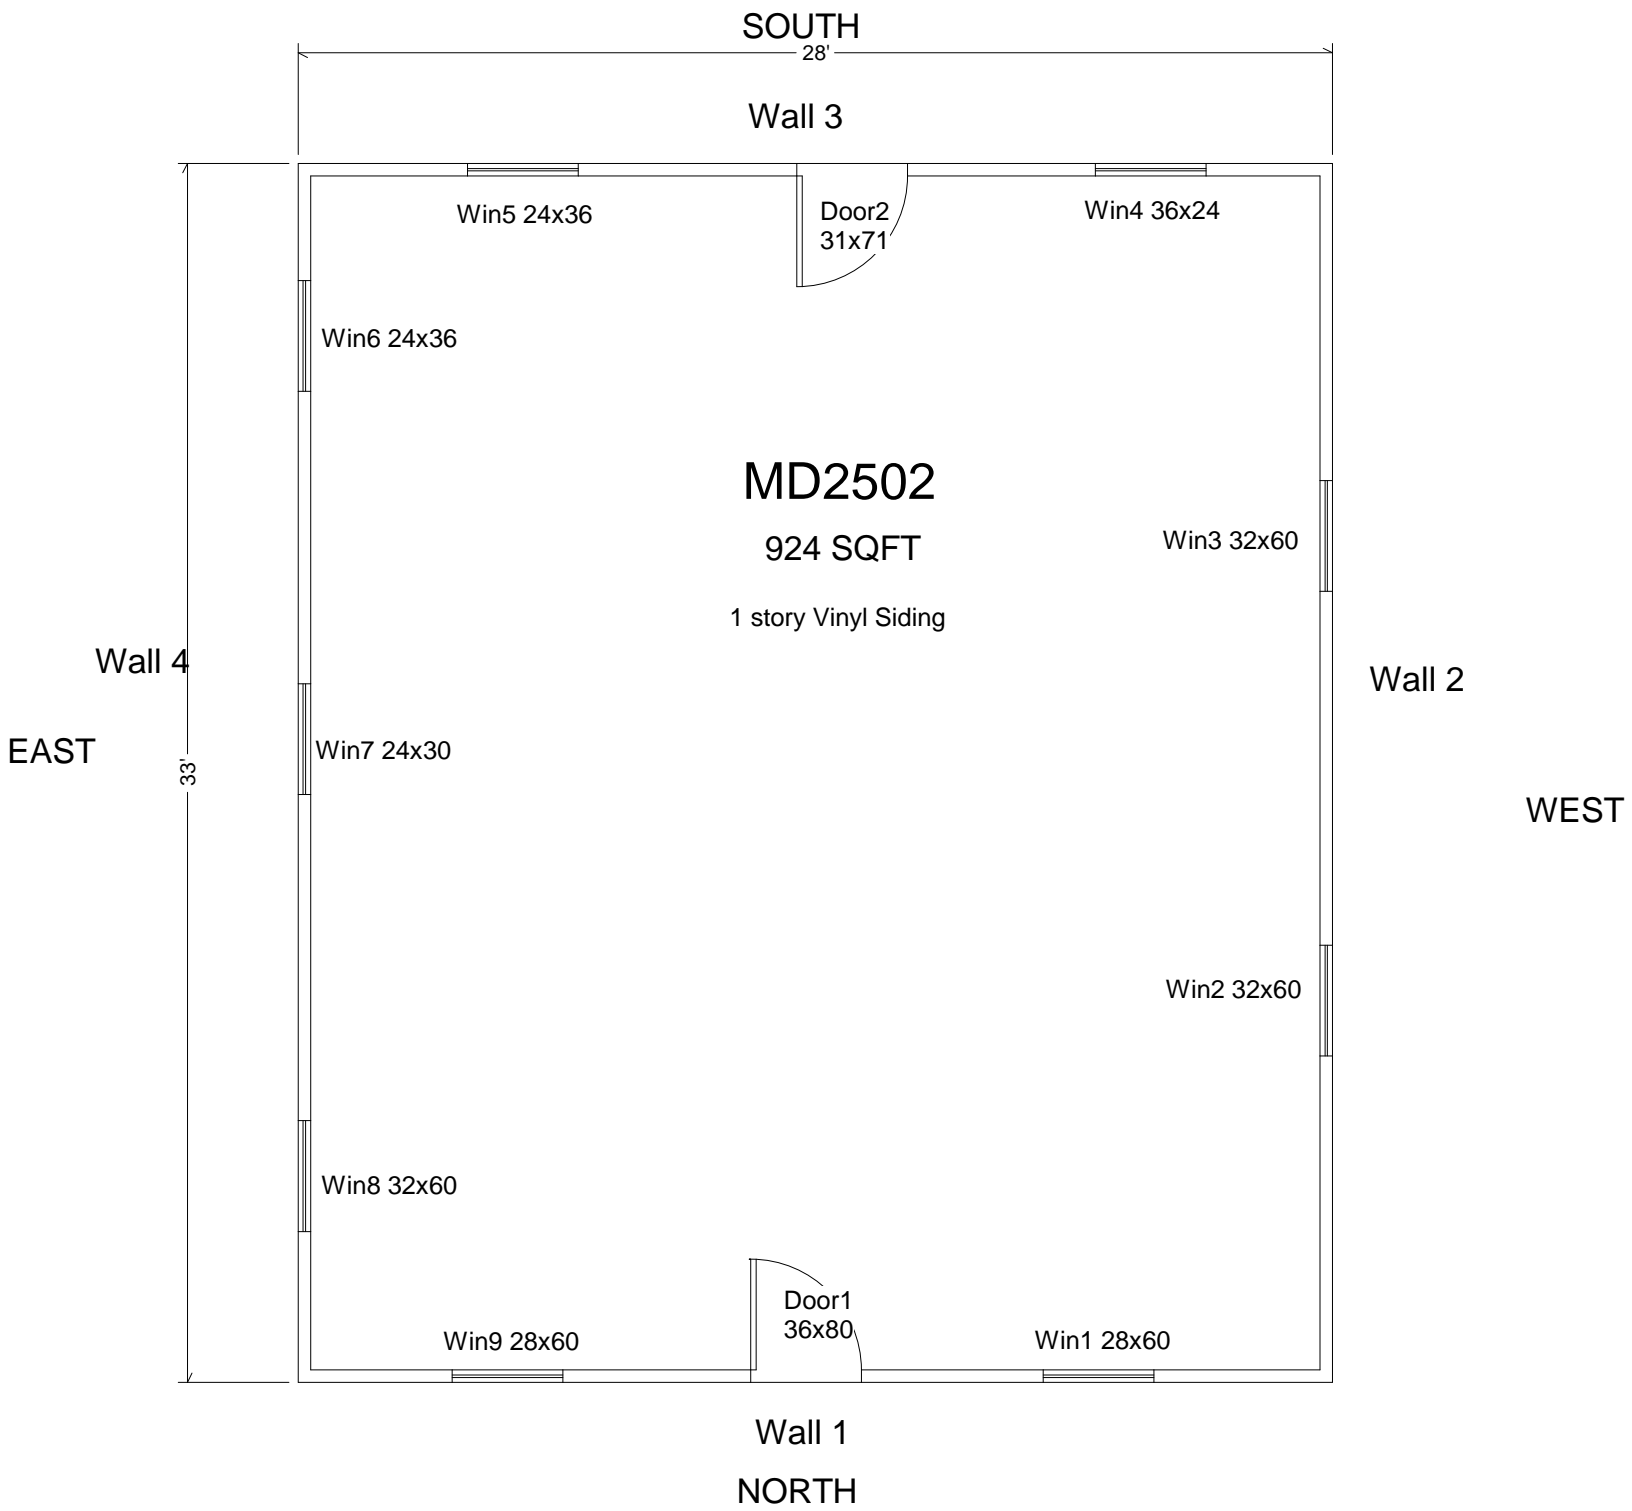 SOUTH
28'
Wall 3
Win5 24x36
Door2
31x71
Win4 36x24
Win6 24x36
MD2502
924 SQFT
Win3 32x60
1 story Vinyl Siding
Wall 4
Wall 2
EAST
33'
Win7 24x30
WEST
Win2 32x60
Win8 32x60
Door1
36x80
Win9 28x60
Win1 28x60
Wall 1
NORTH